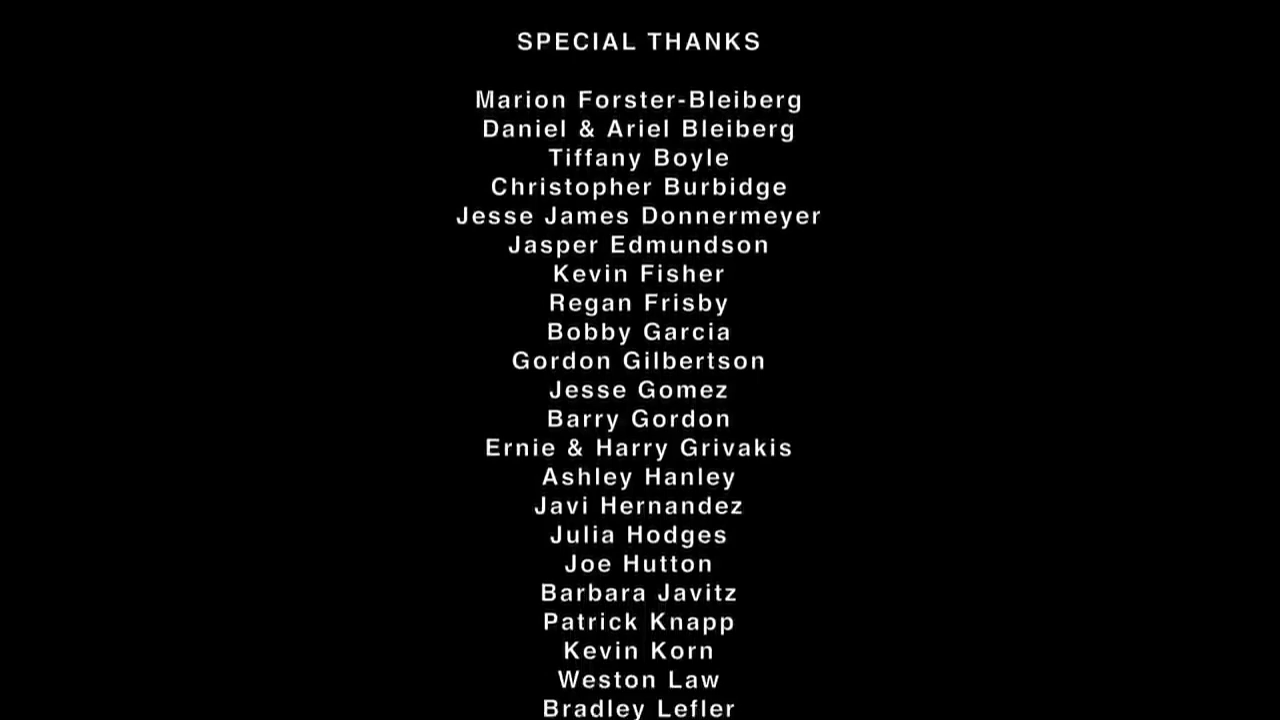 SPECIAL THANKS
Marion Forster-Bleiberg
Daniel & Ariel Bleiberg
Tiffany Boyle
Christopher Burbidge
Jesse James Donnermeyer
Jasper Edmundson
Kevin Fisher
Regan Frisby
Bobby Garcia
Gordon Gilbertson
Jesse Gomez
Barry Gordon
Ernie & Harry Grivakis
Ashley Hanley
Javi Hernandez
Julia Hodges
Joe Hutton
Barbara Javitz
Patrick Knapp
Kevin Korn
Weston Law
Bradley Lefler